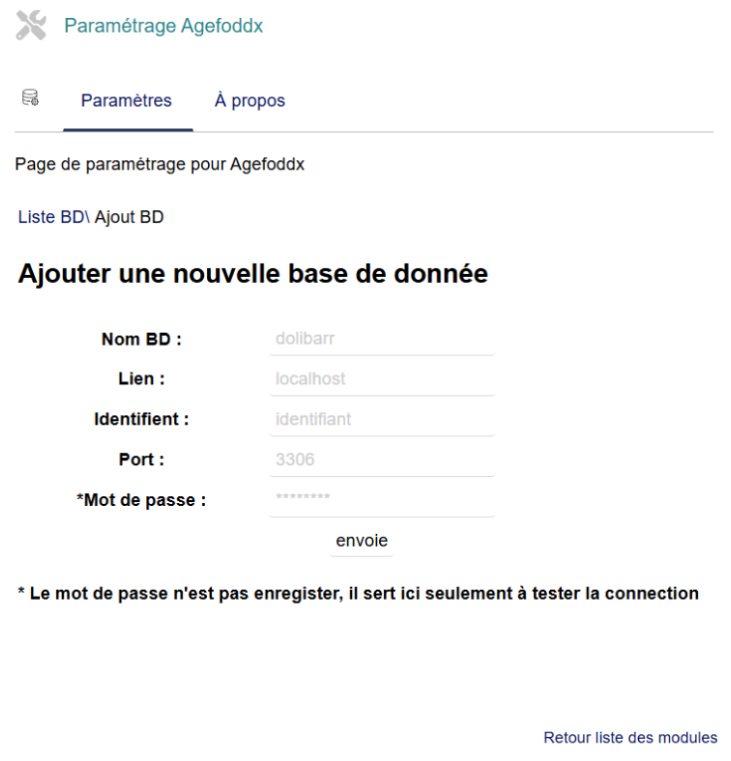 Paramétrage Agefoddx
Paramètres À propos
Page de paramétrage pour Agefoddx
Liste BD\ Ajout BD
Ajouter une nouvelle base de donnée
Nom BD : dolibarr
Lien : localhost
Identifient : identifiant
Port : 3306
*Mot de passe : ********
envoie
* Le mot de passe n'est pas enregister, il sert ici seulement à tester la connection
Retour liste des modules